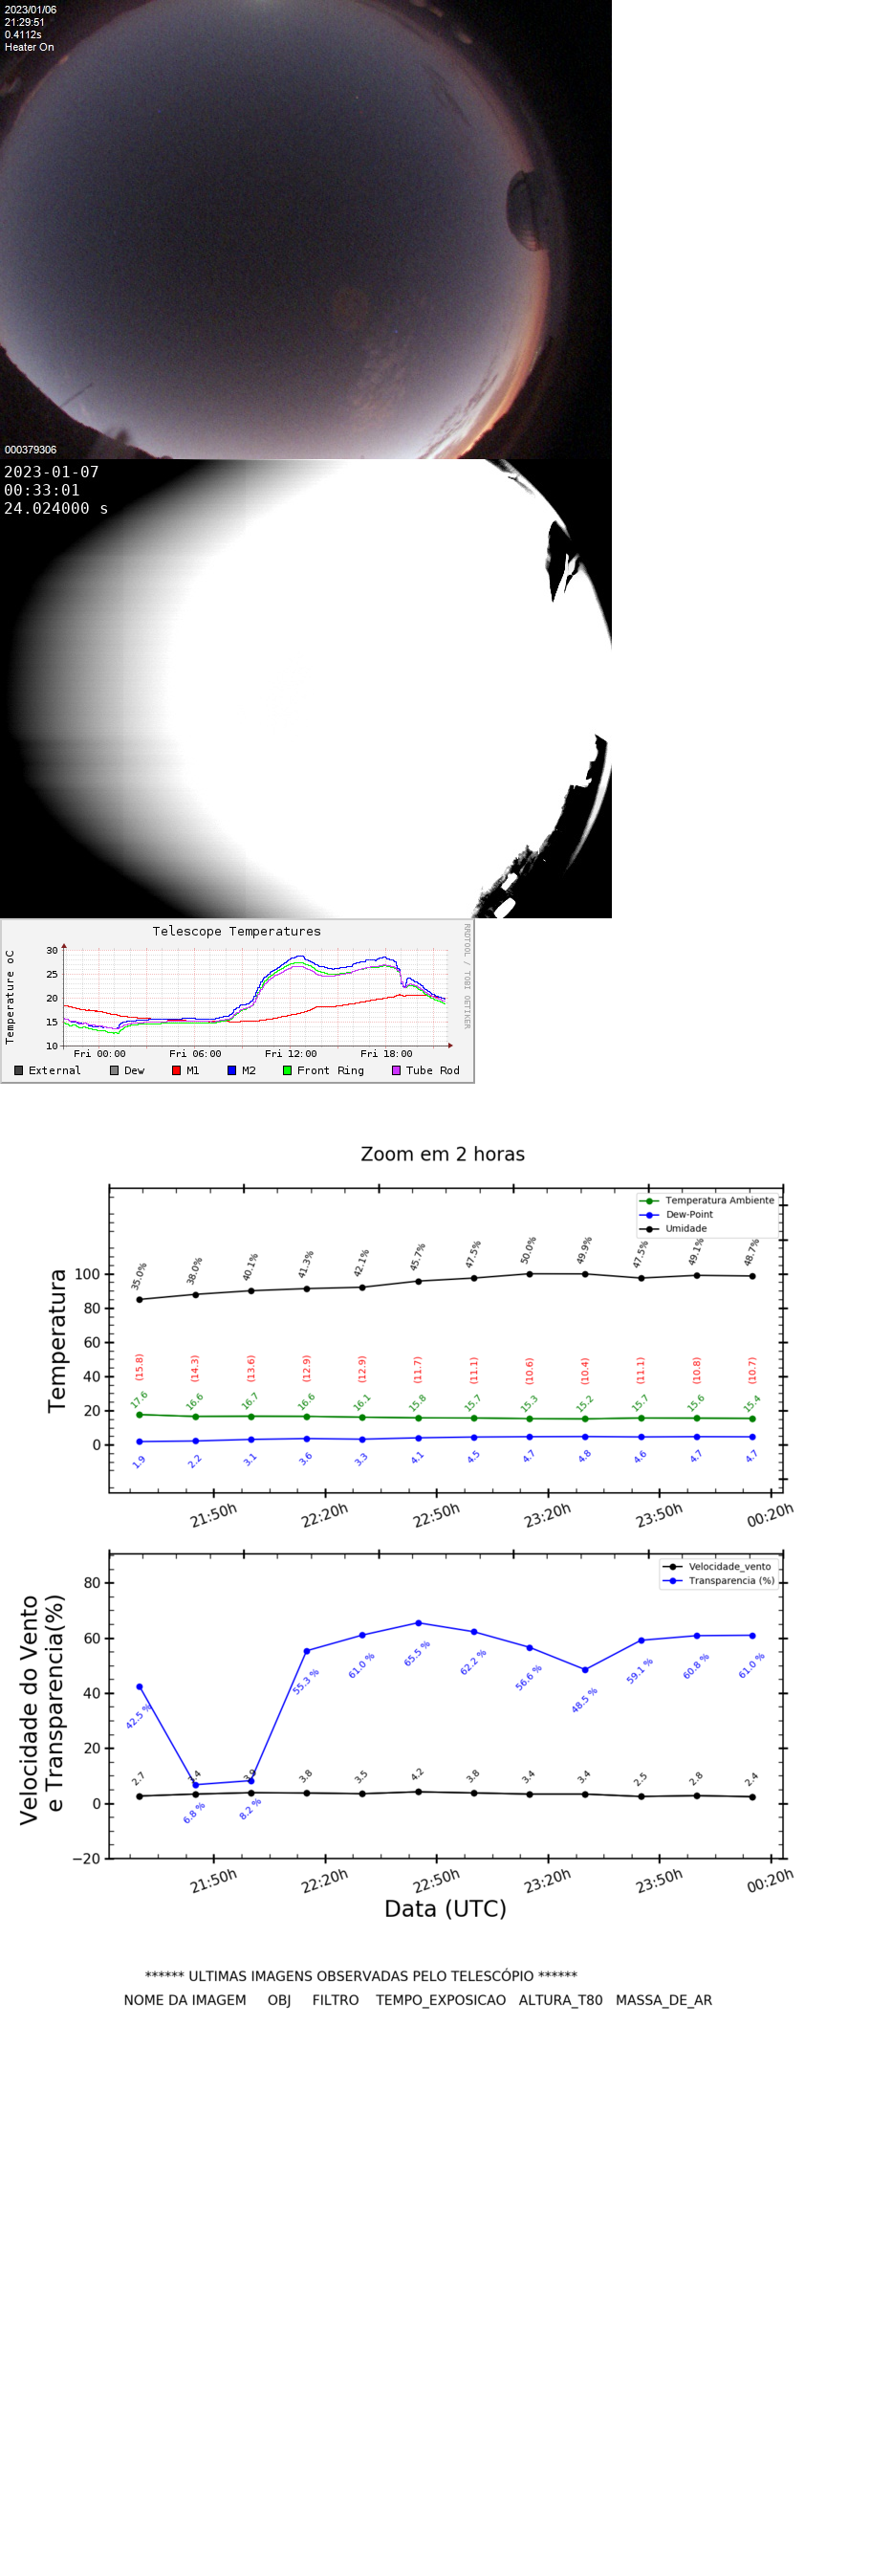 2023/01/06
21:29:51
0.4112s
Heater On
000379306
2023-01-07
00:33:01
24.024000 s
Telescope Temperatures
RRDTOOL / TOBI OETIKER
Temperature oC
30
25
20
15
10
Fri 00:00 Fri 06:00 Fri 12:00 Fri 18:00
External Dew M1 M2 Front Ring Tube Rod
Zoom em 2 horas
Temperatura Ambiente
Dew-Point
Umidade
Temperatura
100
80
60
40
20
0
35.0% 38.0% 40.1% 41.3% 42.1% 45.7% 47.5% 50.0% 49.9% 47.5% 49.1% 48.7%
(15.8) (14.3) (13.6) (12.9) (12.9) (11.7) (11.1) (10.6) (10.4) (11.1) (10.8) (10.7)
17.6 16.6 16.7 16.6 16.1 15.8 15.7 15.3 15.2 15.7 15.6 15.4
1.9 2.2 3.1 3.6 3.3 4.1 4.5 4.7 4.8 4.6 4.7 4.7
21:50h 22:20h 22:50h 23:20h 23:50h 00:20h
Velocidade_vento
Transparencia (%)
Velocidade do Vento
e Transparencia(%)
80
60
40
20
0
−20
42.5 % 6.8 % 8.2 % 55.3 % 61.0 % 65.5 % 62.2 % 56.6 % 48.5 % 59.1 % 60.8 % 61.0 %
2.7 3.4 3.9 3.8 3.5 4.2 3.8 3.4 3.4 2.5 2.8 2.4
21:50h 22:20h 22:50h 23:20h 23:50h 00:20h
Data (UTC)
****** ULTIMAS IMAGENS OBSERVADAS PELO TELESCÓPIO ******
NOME DA IMAGEM OBJ FILTRO TEMPO_EXPOSICAO ALTURA_T80 MASSA_DE_AR